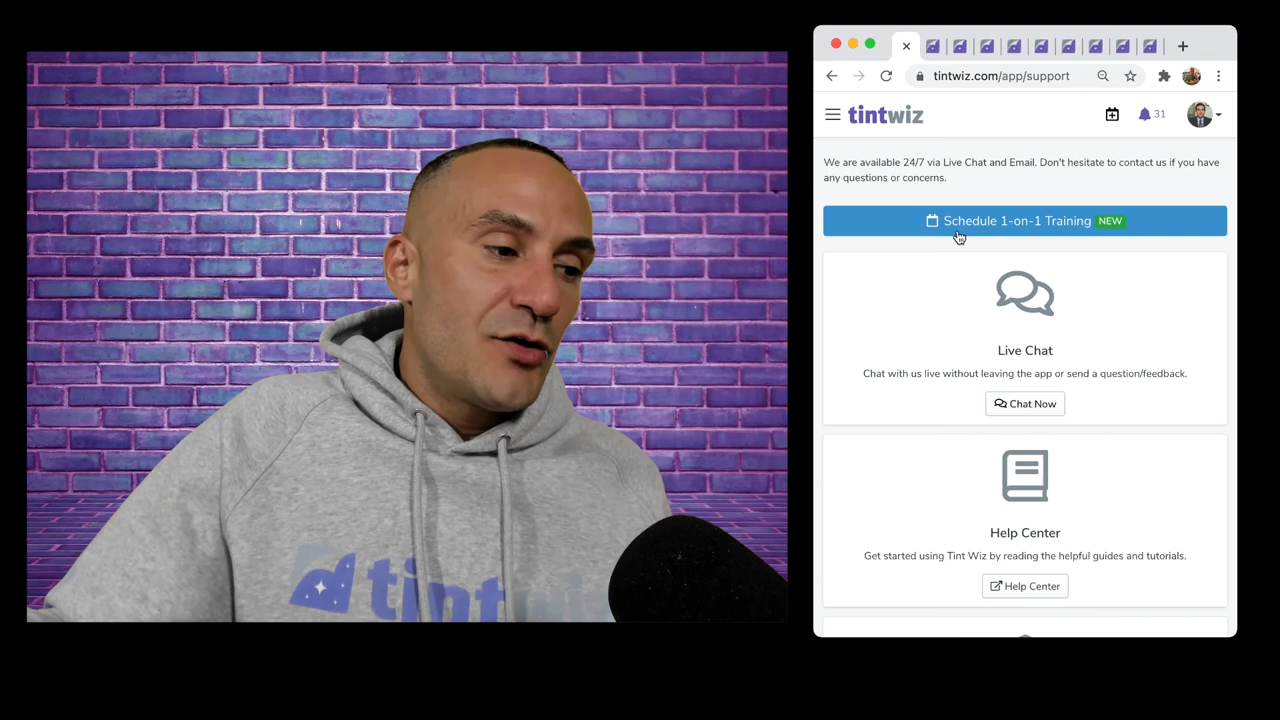 tintwiz
tintwiz.com/app/support
tintwiz
31
We are available 24/7 via Live Chat and Email. Don't hesitate to contact us if you have
any questions or concerns.
Schedule 1-on-1 Training NEW
Live Chat
Chat with us live without leaving the app or send a question/feedback.
Chat Now
Help Center
Get started using Tint Wiz by reading the helpful guides and tutorials.
Help Center